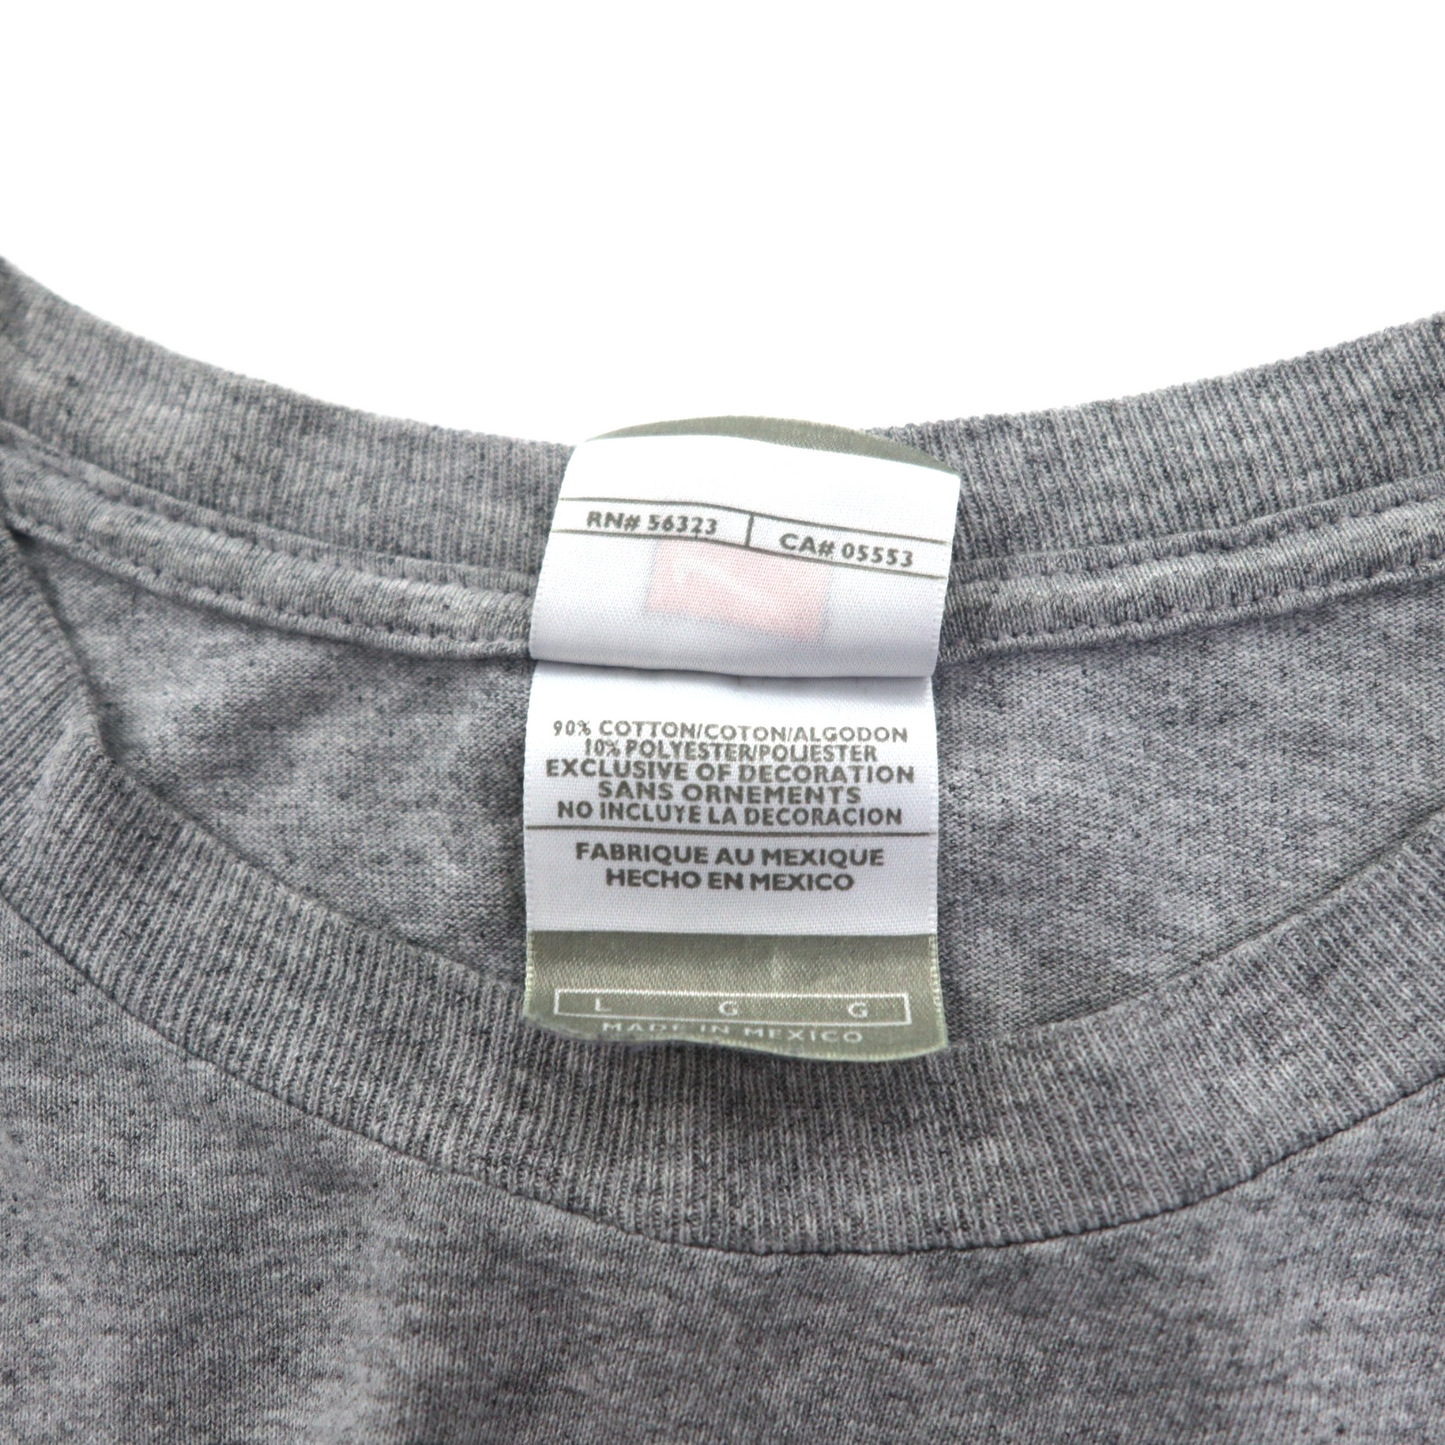 RN# 56323 CA# 05553
90% COTTON/COTON/ALGODON
10% POLYESTER/POLIESTER
EXCLUSIVE OF DECORATION
SANS ORNEMENTS
NO INCLUYE LA DECORACION
FABRIQUE AU MEXIQUE
HECHO EN MEXICO
L G G
MADE IN MEXICO